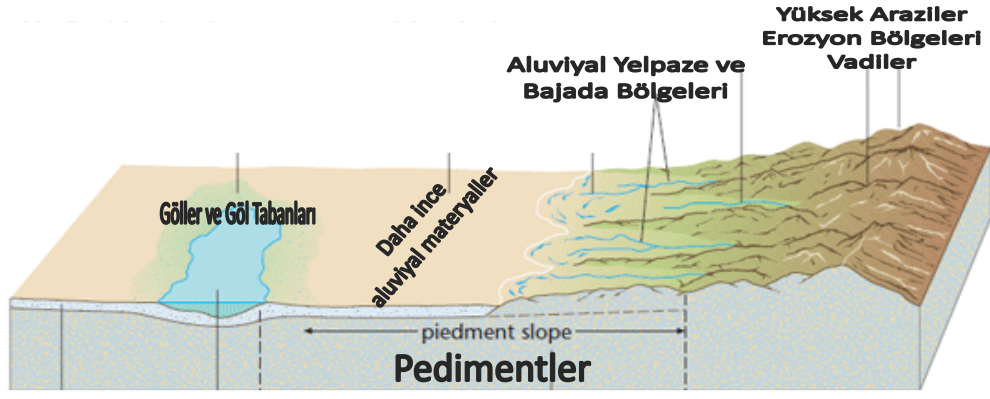 Yüksek Araziler
Erozyon Bölgeleri
Vadiler
Aluviyal Yelpaze ve
Bajada Bölgeleri
Göller ve Göl Tabanları
Daha ince
aluviyal materyaller
piedment slope
Pedimentler